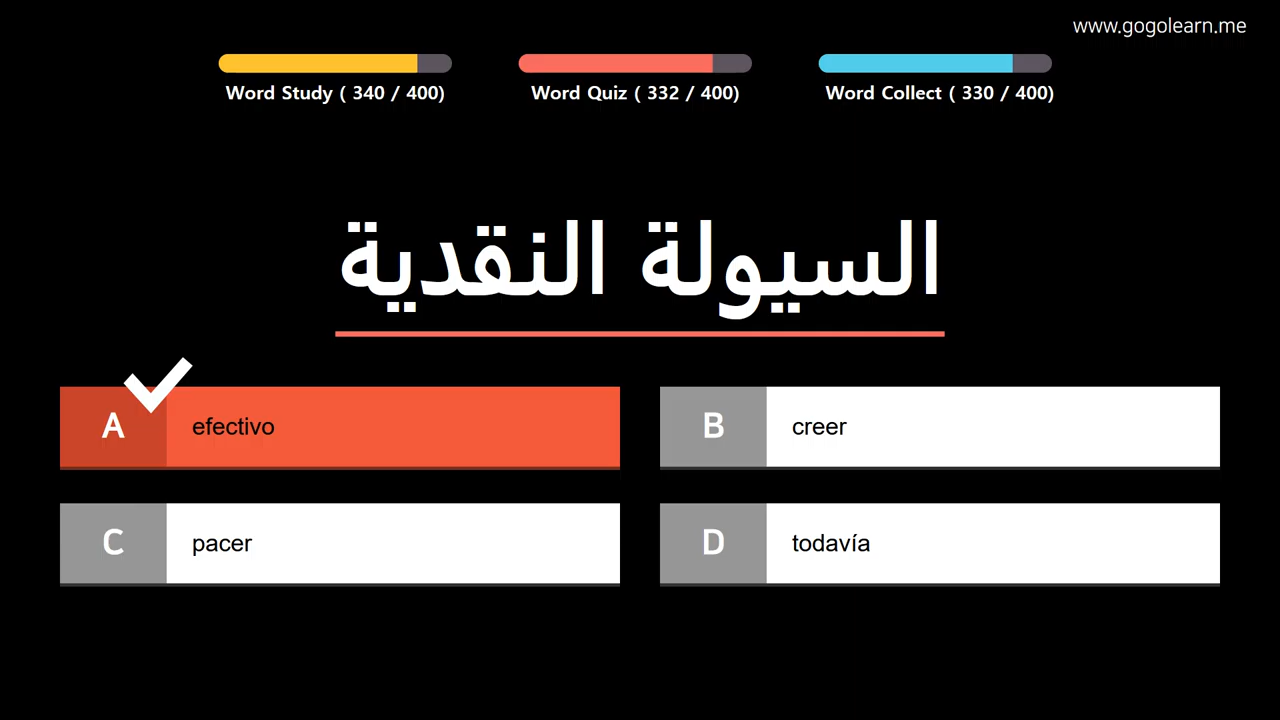 www.gogolearn.me
Word Study ( 340 / 400)
Word Quiz ( 332 / 400)
Word Collect ( 330 / 400)
السيولة النقدية
A efectivo
B creer
C pacer
D todavía